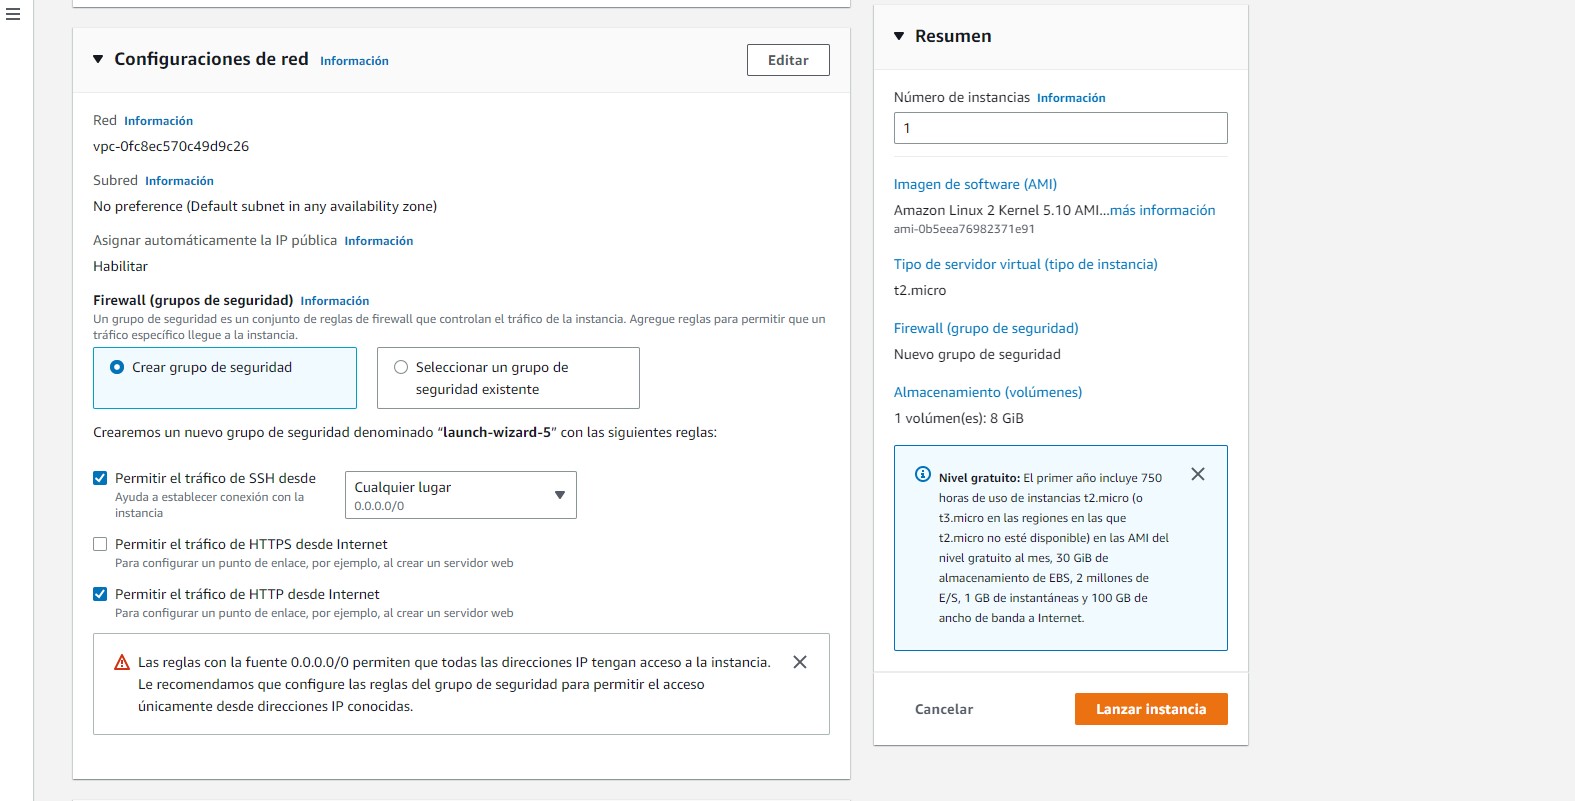 Configuraciones de red Información
Editar
Red Información
vpc-0fc8ec570c49d9c26
Subred Información
No preference (Default subnet in any availability zone)
Asignar automáticamente la IP pública Información
Habilitar
Firewall (grupos de seguridad) Información
Un grupo de seguridad es un conjunto de reglas de firewall que controlan el tráfico de la instancia. Agregue reglas para permitir que un
tráfico específico llegue a la instancia.
Crear grupo de seguridad
Seleccionar un grupo de
seguridad existente
Crearemos un nuevo grupo de seguridad denominado “launch-wizard-5” con las siguientes reglas:
Permitir el tráfico de SSH desde
Ayuda a establecer conexión con la
instancia
Cualquier lugar
0.0.0.0/0
Permitir el tráfico de HTTPS desde Internet
Para configurar un punto de enlace, por ejemplo, al crear un servidor web
Permitir el tráfico de HTTP desde Internet
Para configurar un punto de enlace, por ejemplo, al crear un servidor web
Las reglas con la fuente 0.0.0.0/0 permiten que todas las direcciones IP tengan acceso a la instancia.
Le recomendamos que configure las reglas del grupo de seguridad para permitir el acceso
únicamente desde direcciones IP conocidas.
Resumen
Número de instancias Información
1
Imagen de software (AMI)
Amazon Linux 2 Kernel 5.10 AMI...más información
ami-0b5eea76982371e91
Tipo de servidor virtual (tipo de instancia)
t2.micro
Firewall (grupo de seguridad)
Nuevo grupo de seguridad
Almacenamiento (volúmenes)
1 volúmen(es): 8 GiB
Nivel gratuito: El primer año incluye 750
horas de uso de instancias t2.micro (o
t3.micro en las regiones en las que
t2.micro no esté disponible) en las AMI del
nivel gratuito al mes, 30 GiB de
almacenamiento de EBS, 2 millones de
E/S, 1 GB de instantáneas y 100 GB de
ancho de banda a Internet.
Cancelar
Lanzar instancia